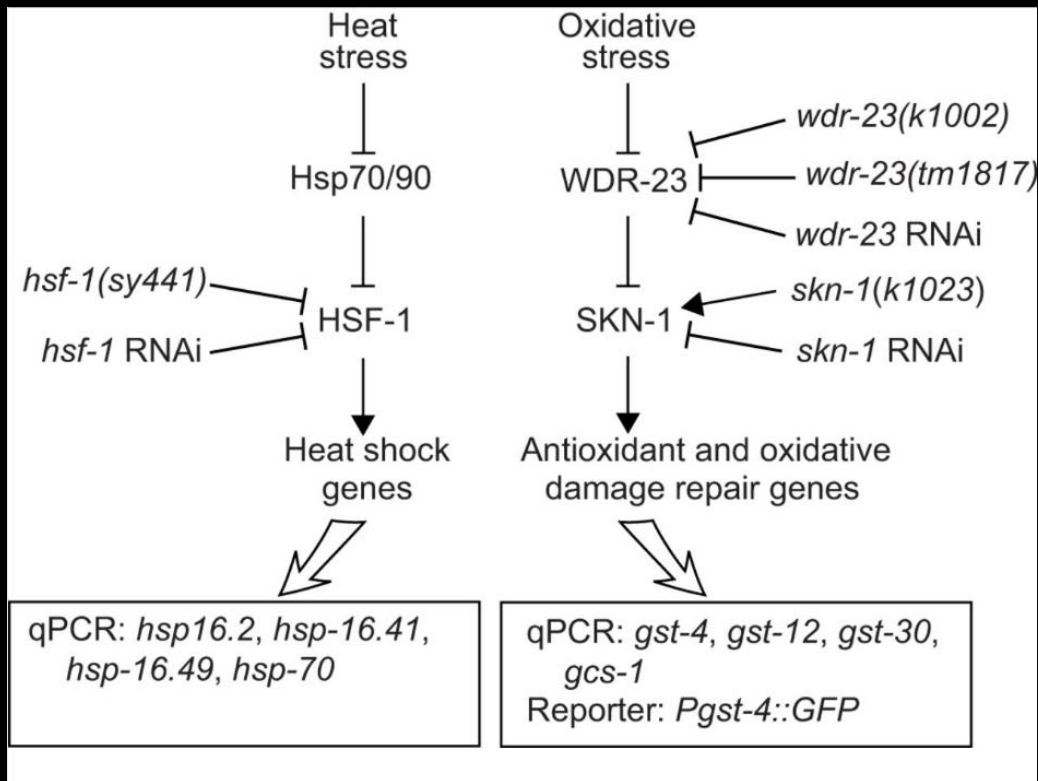 Heat
stress
Oxidative
stress
Hsp70/90
WDR-23
wdr-23(k1002)
wdr-23(tm1817)
wdr-23 RNAi
hsf-1(sy441)
hsf-1 RNAi
HSF-1
SKN-1
skn-1(k1023)
skn-1 RNAi
Heat shock
genes
Antioxidant and oxidative
damage repair genes
qPCR: hsp16.2, hsp-16.41,
hsp-16.49, hsp-70
qPCR: gst-4, gst-12, gst-30,
gcs-1
Reporter: Pgst-4::GFP